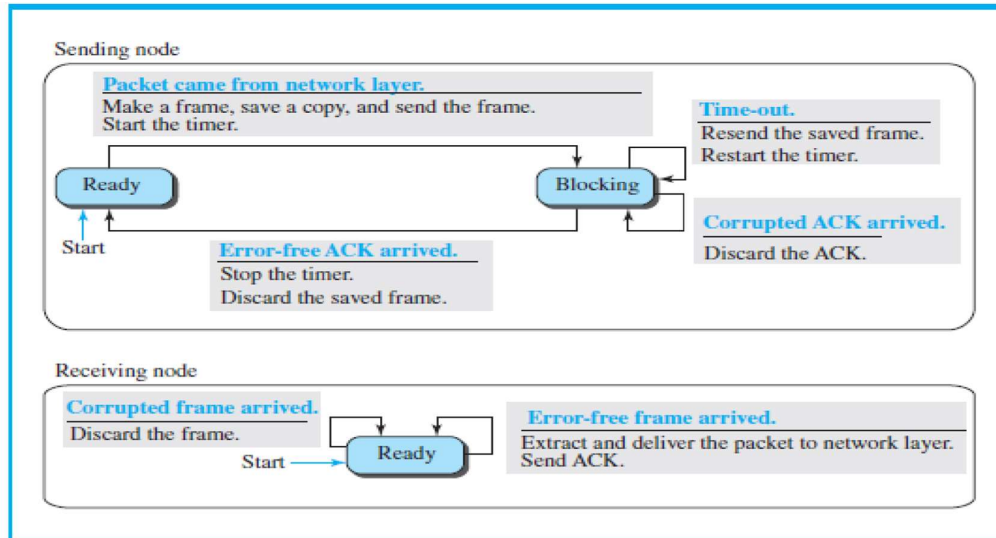 Sending node
Packet came from network layer.
Make a frame, save a copy, and send the frame.
Start the timer.
Time-out.
Resend the saved frame.
Restart the timer.
Ready
Blocking
Start
Error-free ACK arrived.
Stop the timer.
Discard the saved frame.
Corrupted ACK arrived.
Discard the ACK.
Receiving node
Corrupted frame arrived.
Discard the frame.
Start
Ready
Error-free frame arrived.
Extract and deliver the packet to network layer.
Send ACK.